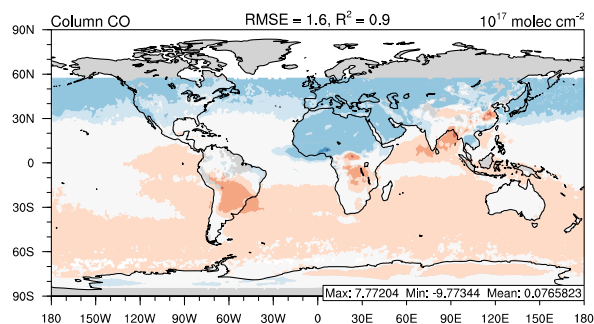 Column CO RMSE = 1.6, R² = 0.9 10¹⁷ molec cm⁻²
90N
60N
30N
0
30S
60S
90S
Max: 7.77204 Min: -9.77344 Mean: 0.0765823
180 150W 120W 90W 60W 30W 0 30E 60E 90E 120E 150E 180